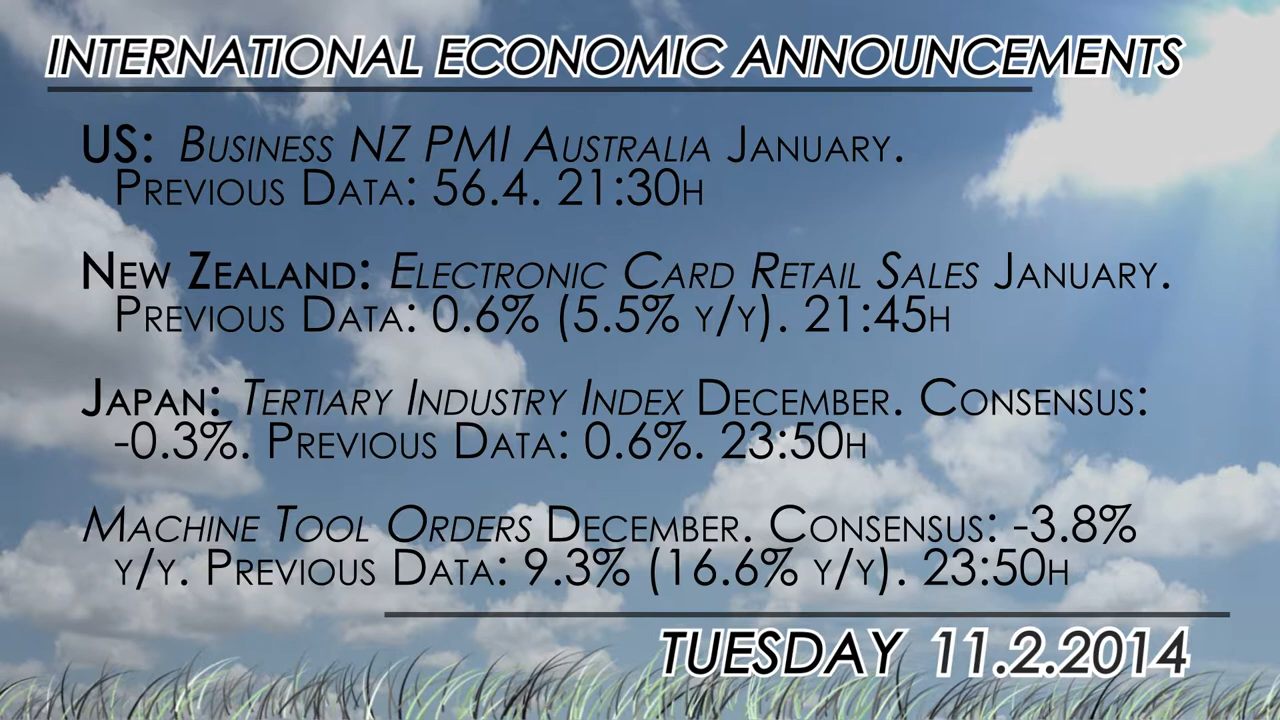 INTERNATIONAL ECONOMIC ANNOUNCEMENTS
US: Business NZ PMI Australia January.
Previous Data: 56.4. 21:30h
New Zealand: Electronic Card Retail Sales January.
Previous Data: 0.6% (5.5% y/y). 21:45h
Japan: Tertiary Industry Index December. Consensus:
-0.3%. Previous Data: 0.6%. 23:50h
Machine Tool Orders December. Consensus: -3.8%
y/y. Previous Data: 9.3% (16.6% y/y). 23:50h
TUESDAY 11.2.2014